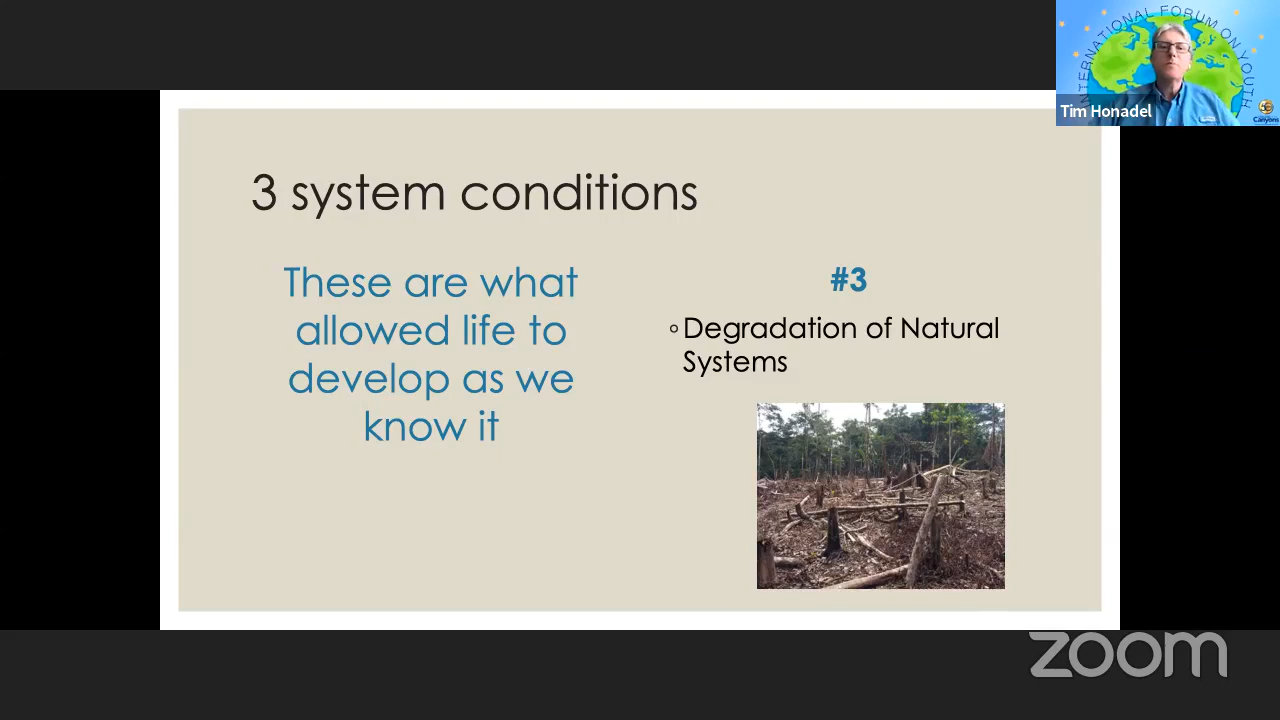 INTERNATIONAL FORUM ON YOUTH
Tim Honadel
Canyons
3 system conditions
These are what
allowed life to
develop as we
know it
#3
◦Degradation of Natural
Systems
zoom